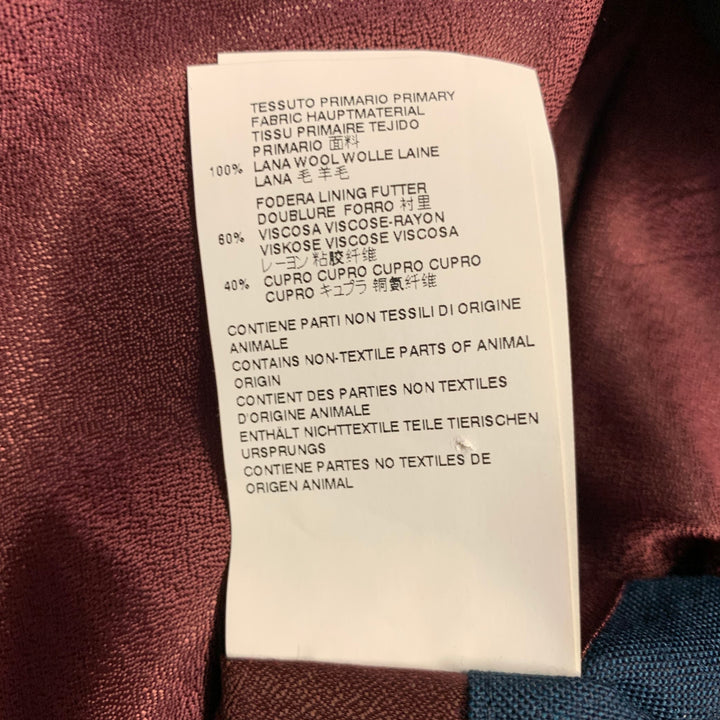 TESSUTO PRIMARIO PRIMARY
FABRIC HAUPTMATERIAL
TISSU PRIMAIRE TEJIDO
PRIMARIO 面料
100% LANA WOOL WOLLE LAINE
LANA 毛 羊毛
FODERA LINING FUTTER
DOUBLURE FORRO 衬里
60% VISCOSA VISCOSE-RAYON
VISKOSE VISCOSE VISCOSA
レーヨン 粘胶纤维
40% CUPRO CUPRO CUPRO CUPRO
CUPRO キュプラ 铜氨纤维
CONTIENE PARTI NON TESSILI DI ORIGINE
ANIMALE
CONTAINS NON-TEXTILE PARTS OF ANIMAL
ORIGIN
CONTIENT DES PARTIES NON TEXTILES
D'ORIGINE ANIMALE
ENTHÄLT NICHTTEXTILE TEILE TIERISCHEN
URSPRUNGS
CONTIENE PARTES NO TEXTILES DE
ORIGEN ANIMAL